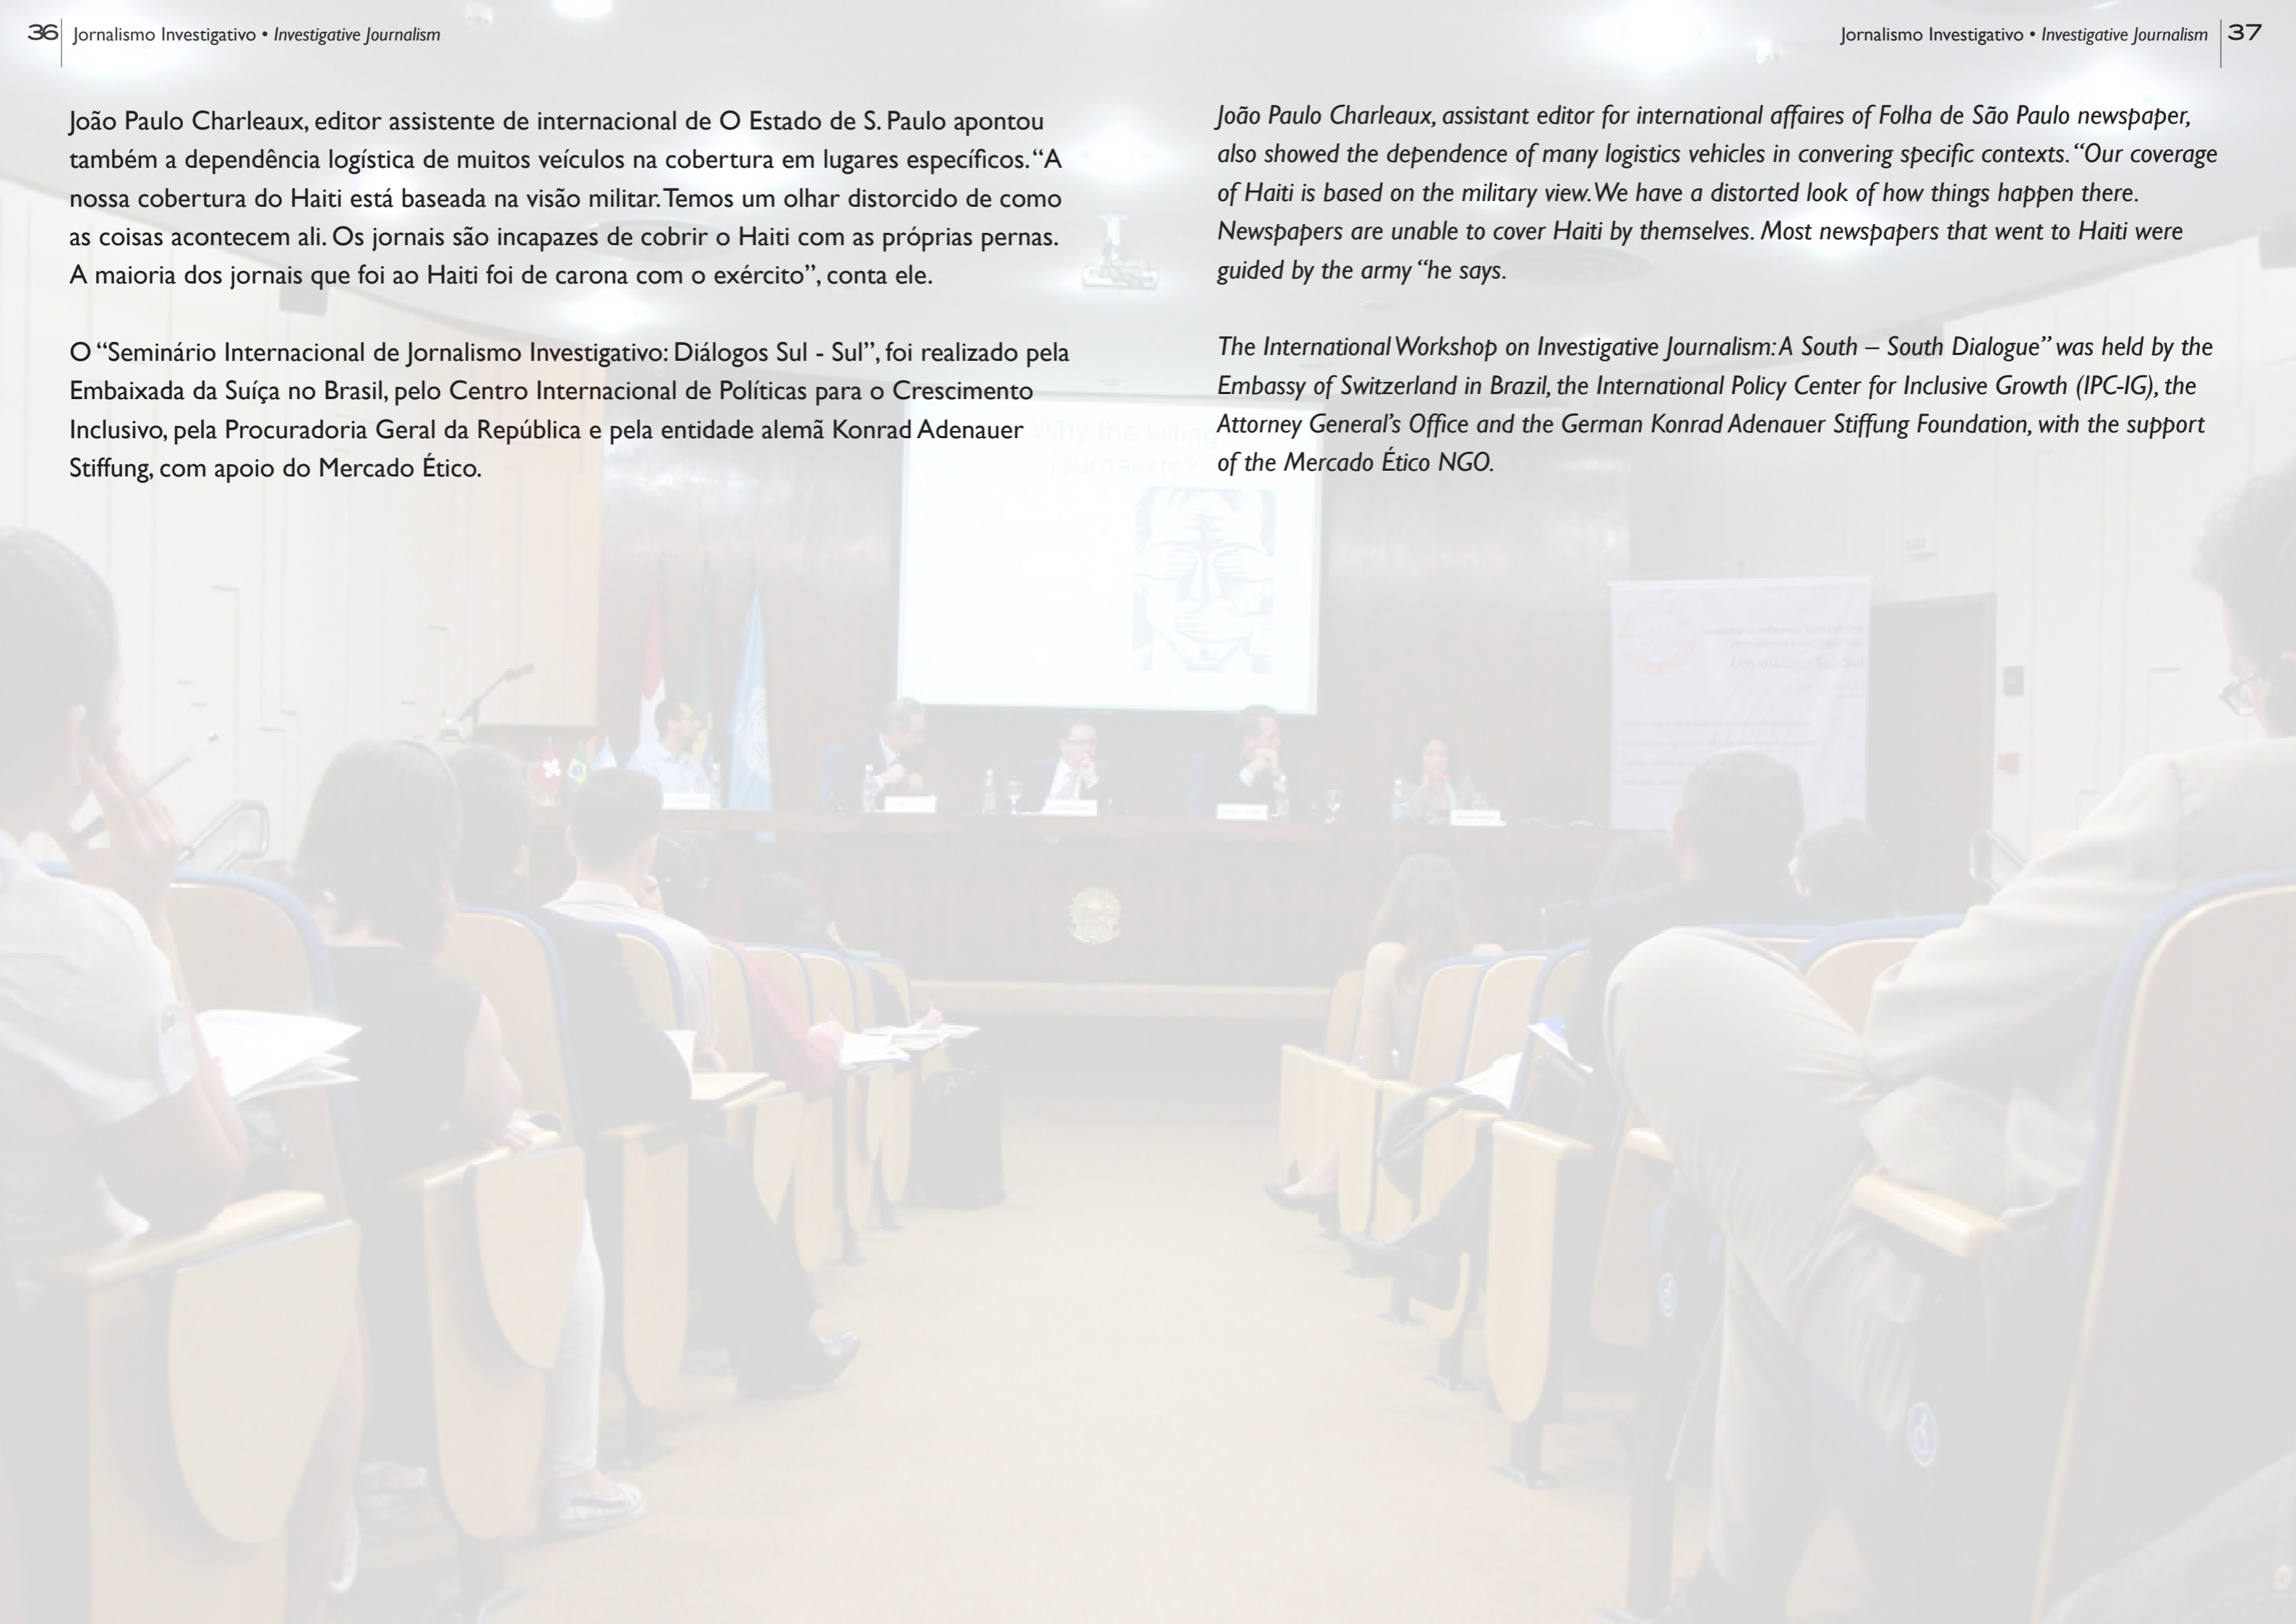 36 Jornalismo Investigativo • Investigative Journalism
João Paulo Charleaux, editor assistente de internacional de O Estado de S. Paulo apontou
também a dependência logística de muitos veículos na cobertura em lugares específicos. “A
nossa cobertura do Haiti está baseada na visão militar. Temos um olhar distorcido de como
as coisas acontecem ali. Os jornais são incapazes de cobrir o Haiti com as próprias pernas.
A maioria dos jornais que foi ao Haiti foi de carona com o exército”, conta ele.
O “Seminário Internacional de Jornalismo Investigativo: Diálogos Sul - Sul”, foi realizado pela
Embaixada da Suíça no Brasil, pelo Centro Internacional de Políticas para o Crescimento
Inclusivo, pela Procuradoria Geral da República e pela entidade alemã Konrad Adenauer
Stiffung, com apoio do Mercado Ético.
Jornalismo Investigativo • Investigative Journalism 37
João Paulo Charleaux, assistant editor for international affaires of Folha de São Paulo newspaper,
also showed the dependence of many logistics vehicles in convering specific contexts. “Our coverage
of Haiti is based on the military view. We have a distorted look of how things happen there.
Newspapers are unable to cover Haiti by themselves. Most newspapers that went to Haiti were
guided by the army “he says.
The International Workshop on Investigative Journalism: A South – South Dialogue” was held by the
Embassy of Switzerland in Brazil, the International Policy Center for Inclusive Growth (IPC-IG), the
Attorney General’s Office and the German Konrad Adenauer Stiffung Foundation, with the support
of the Mercado Ético NGO.
Why the killing
journalists?
Um diálogo Sul-Sul